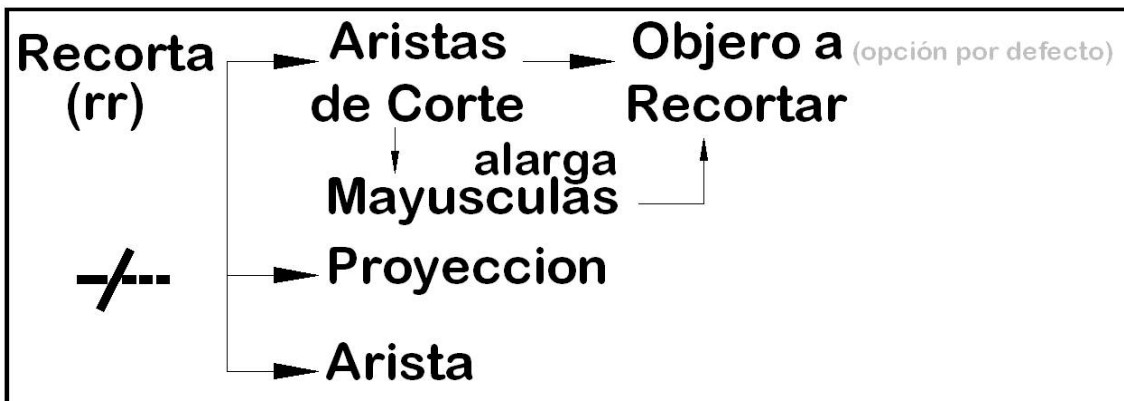 Recorta
(rr)
Aristas
de Corte
Objero a (opción por defecto)
Recortar
alarga
Mayusculas
Proyeccion
Arista